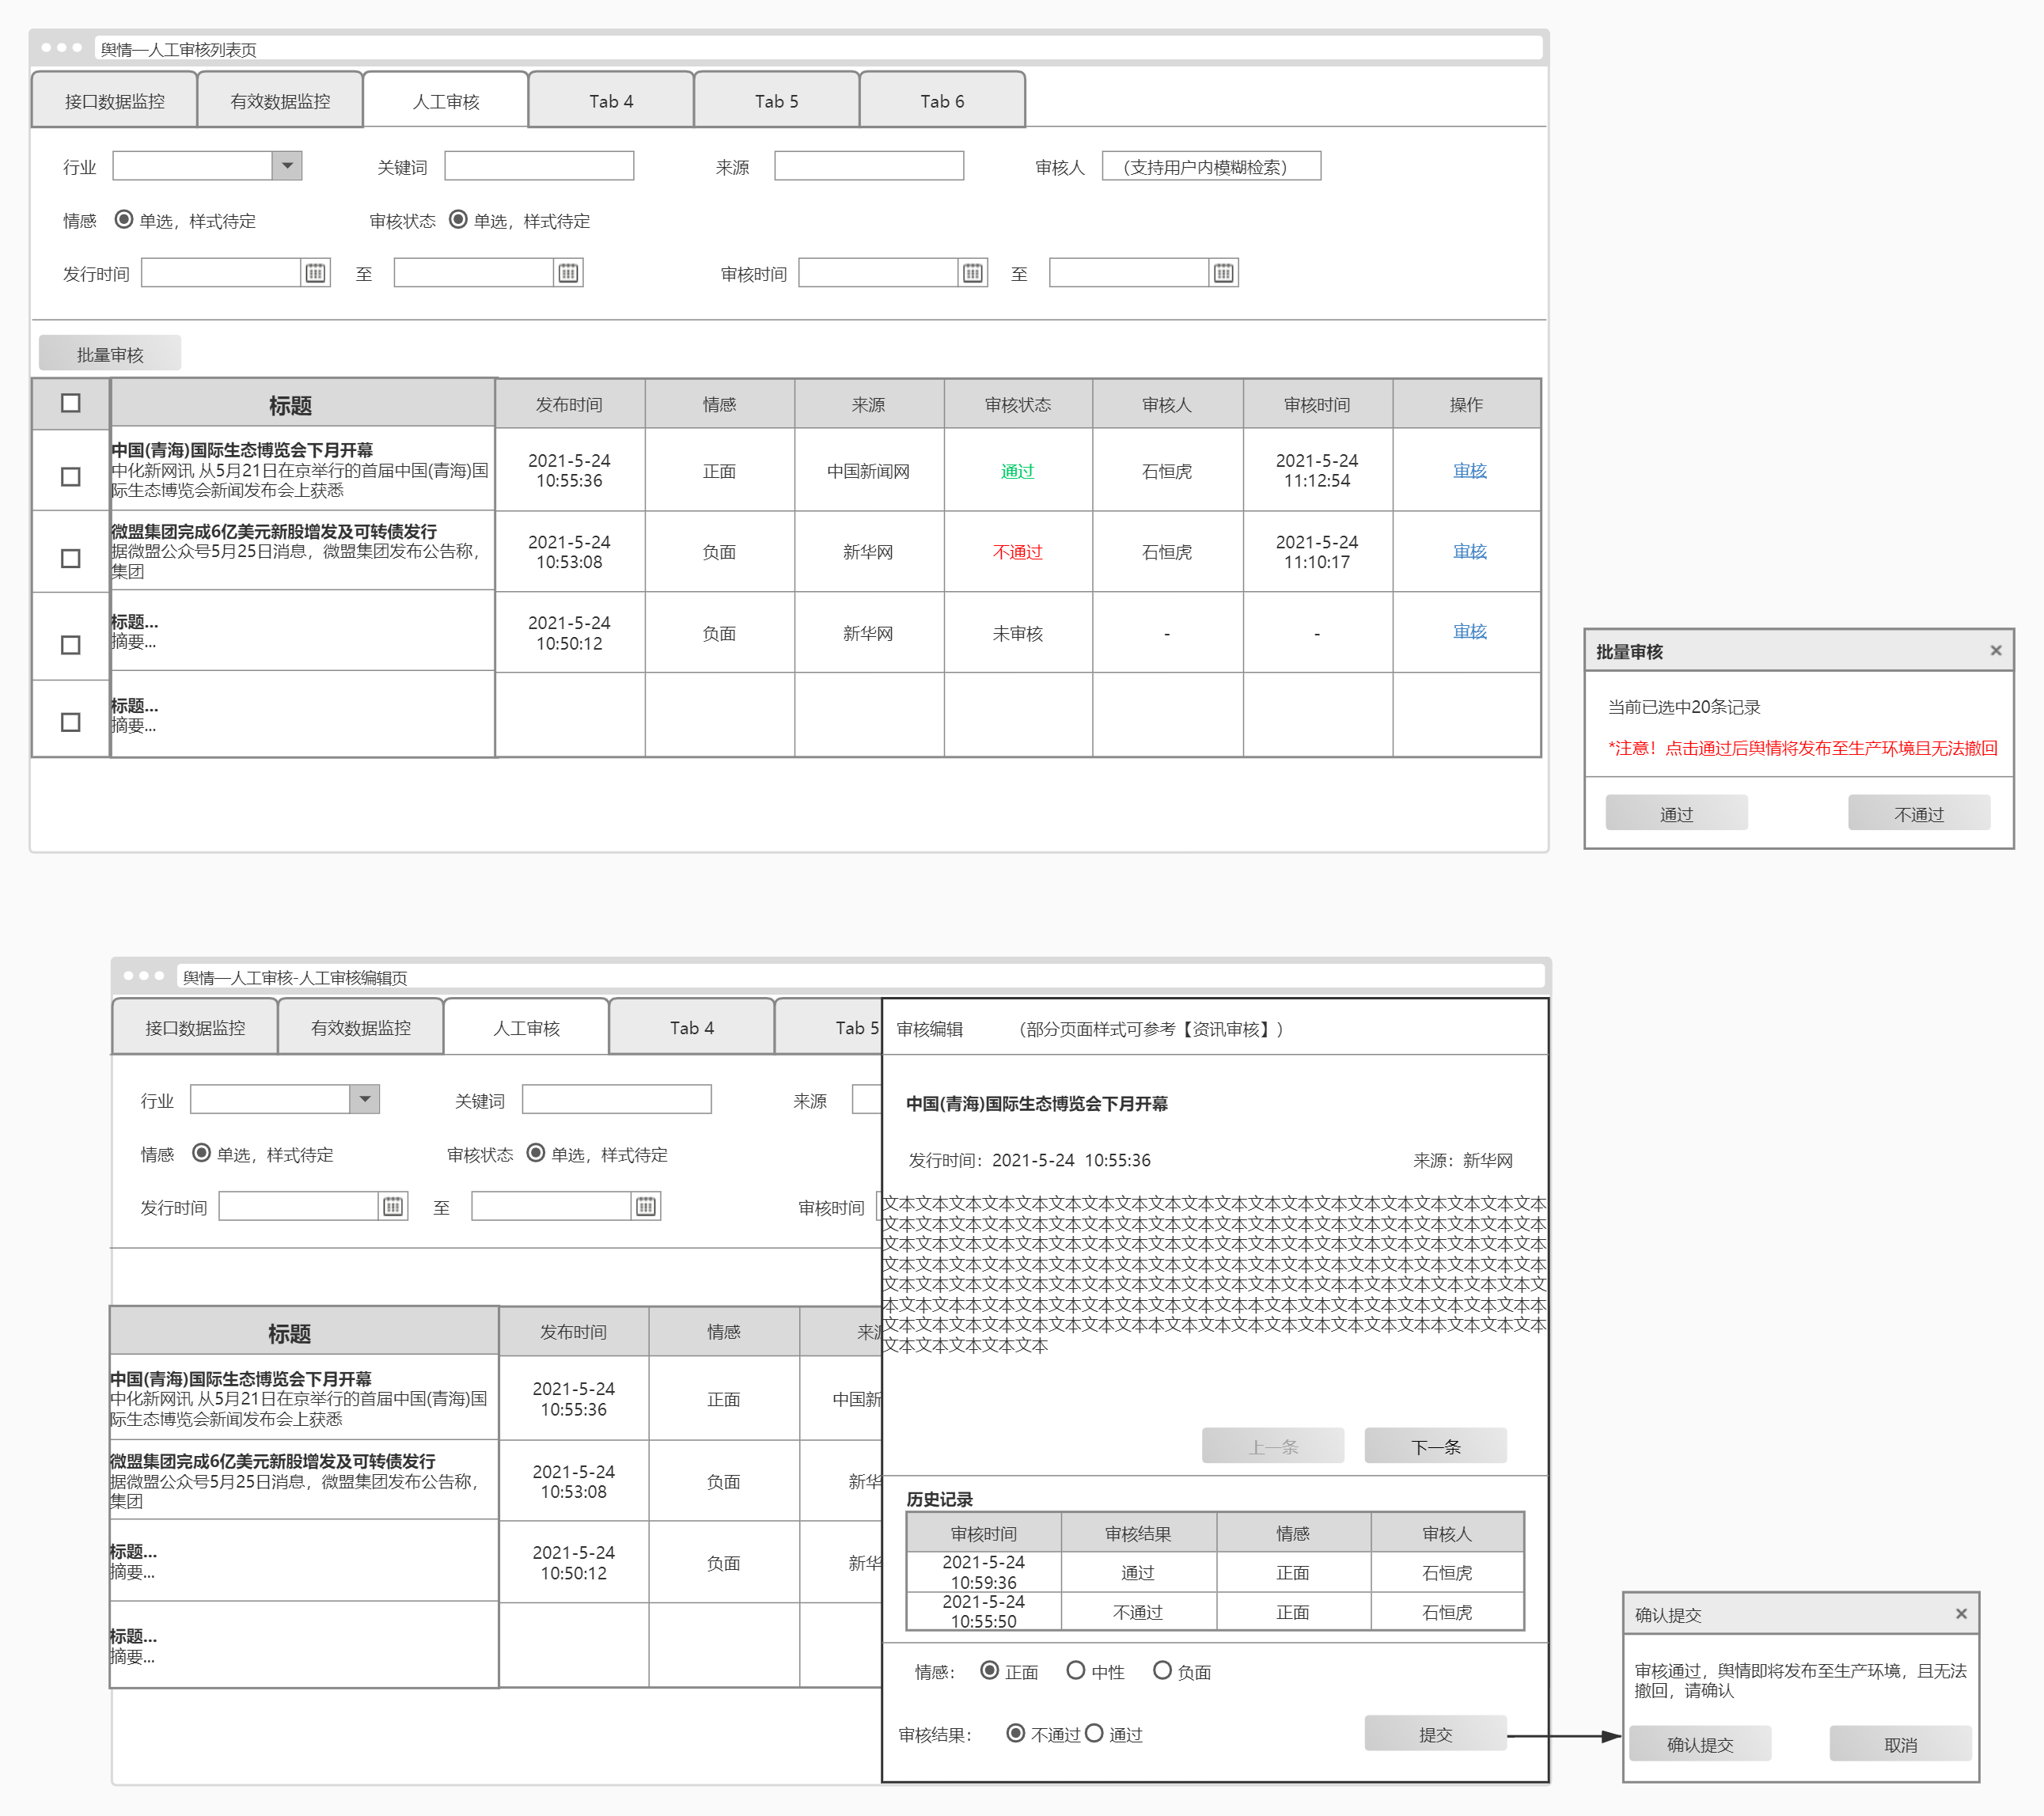 舆情—人工审核列表页
接口数据监控
有效数据监控
人工审核
Tab 4
Tab 5
Tab 6
行业
关键词
来源
审核人
（支持用户内模糊检索）
情感
单选，样式待定
审核状态
单选，样式待定
发行时间
至
审核时间
至
批量审核
标题
发布时间
情感
来源
审核状态
审核人
审核时间
操作
中国(青海)国际生态博览会下月开幕
中化新网讯 从5月21日在京举行的首届中国(青海)国
际生态博览会新闻发布会上获悉
2021-5-24
10:55:36
正面
中国新闻网
通过
石恒虎
2021-5-24
11:12:54
审核
微盟集团完成6亿美元新股增发及可转债发行
据微盟公众号5月25日消息，微盟集团发布公告称，
集团
2021-5-24
10:53:08
负面
新华网
不通过
石恒虎
2021-5-24
11:10:17
审核
标题...
摘要...
2021-5-24
10:50:12
负面
新华网
未审核
-
-
审核
标题...
摘要...
批量审核
当前已选中20条记录
*注意！点击通过后舆情将发布至生产环境且无法撤回
通过
不通过
舆情—人工审核-人工审核编辑页
接口数据监控
有效数据监控
人工审核
Tab 4
Tab 5
行业
关键词
来源
情感
单选，样式待定
审核状态
单选，样式待定
发行时间
至
审核时间
标题
发布时间
情感
来
中国(青海)国际生态博览会下月开幕
中化新网讯 从5月21日在京举行的首届中国(青海)国
际生态博览会新闻发布会上获悉
2021-5-24
10:55:36
正面
中国新
微盟集团完成6亿美元新股增发及可转债发行
据微盟公众号5月25日消息，微盟集团发布公告称，
集团
2021-5-24
10:53:08
负面
新华
标题...
摘要...
2021-5-24
10:50:12
负面
新华
标题...
摘要...
审核编辑
（部分页面样式可参考【资讯审核】）
中国(青海)国际生态博览会下月开幕
发行时间：2021-5-24  10:55:36
来源：新华网
文本文本文本文本文本文本文本文本文本文本文本文本文本文本文本文本文本文本文本文本
文本文本文本文本文本文本文本文本文本文本文本文本文本文本文本文本文本文本文本文本
文本文本文本文本文本文本文本文本文本文本文本文本文本文本文本文本文本文本文本文本
文本文本文本文本文本文本文本文本文本文本文本文本文本文本文本文本文本文本文本文本
文本文本文本文本文本本文本文本文本文本文本文本文本文本文本文本文本文本文本文本文
本文本文本本文本文本文本文本文本文本文本文本本文本文本文本文本文本文本文本文本本
文本文本文本文本文本文本文本文本本文本文本文本文本文本文本文本文本文本文本文本本
文本文本文本文本文本
上一条
下一条
历史记录
审核时间
审核结果
情感
审核人
2021-5-24
10:59:36
通过
正面
石恒虎
2021-5-24
10:55:50
不通过
正面
石恒虎
情感：
正面
中性
负面
审核结果：
不通过
通过
提交
确认提交
审核通过，舆情即将发布至生产环境，且无法
撤回，请确认
确认提交
取消